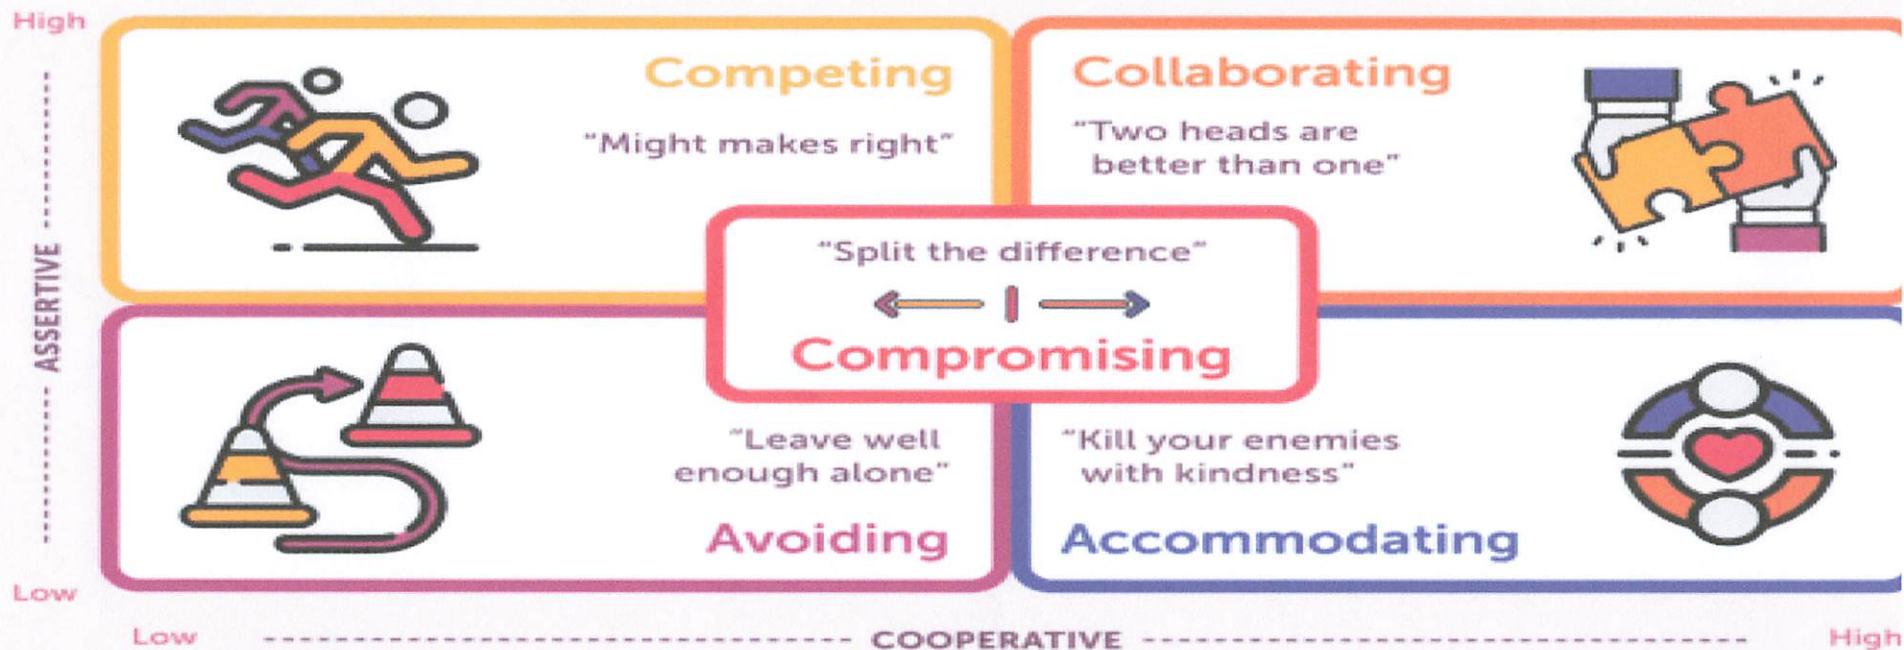 High
Competing
“Might makes right”
Collaborating
“Two heads are
better than one”
“Split the difference”
Compromising
ASSERTIVE
“Leave well
enough alone”
Avoiding
“Kill your enemies
with kindness”
Accommodating
Low
Low
COOPERATIVE
High